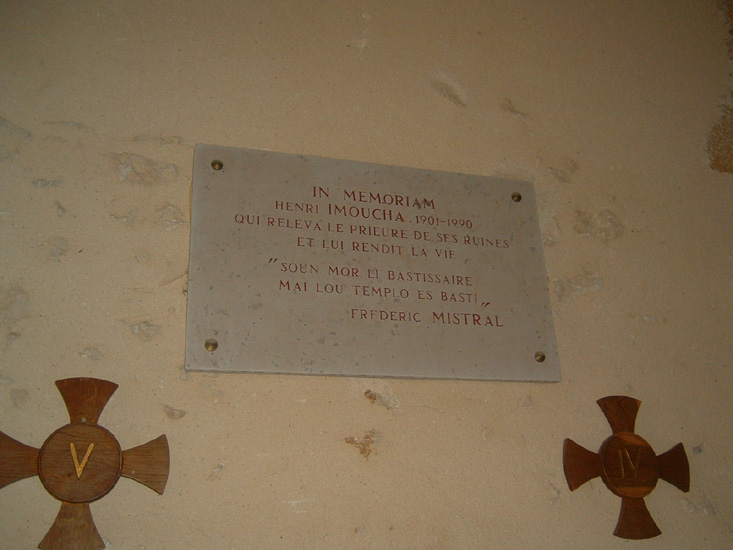 IN MEMORIAM
HENRI IMOUCHA 1901-1990
QUI RELEVA LE PRIEURE DE SES RUINES
ET LUI RENDIT LA VIE
"SOUN MOR LI BASTISSAIRE
MAI LOU TEMPLO ES BASTI"
FREDERIC MISTRAL
V
IV